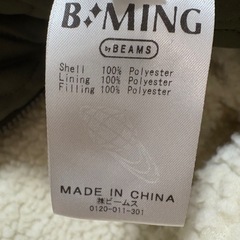 B✦MING
by BEAMS
Shell 100% Polyester
Lining 100% Polyester
Filling 100% Polyester
MADE IN CHINA
㈱ビームス
0120-011-301